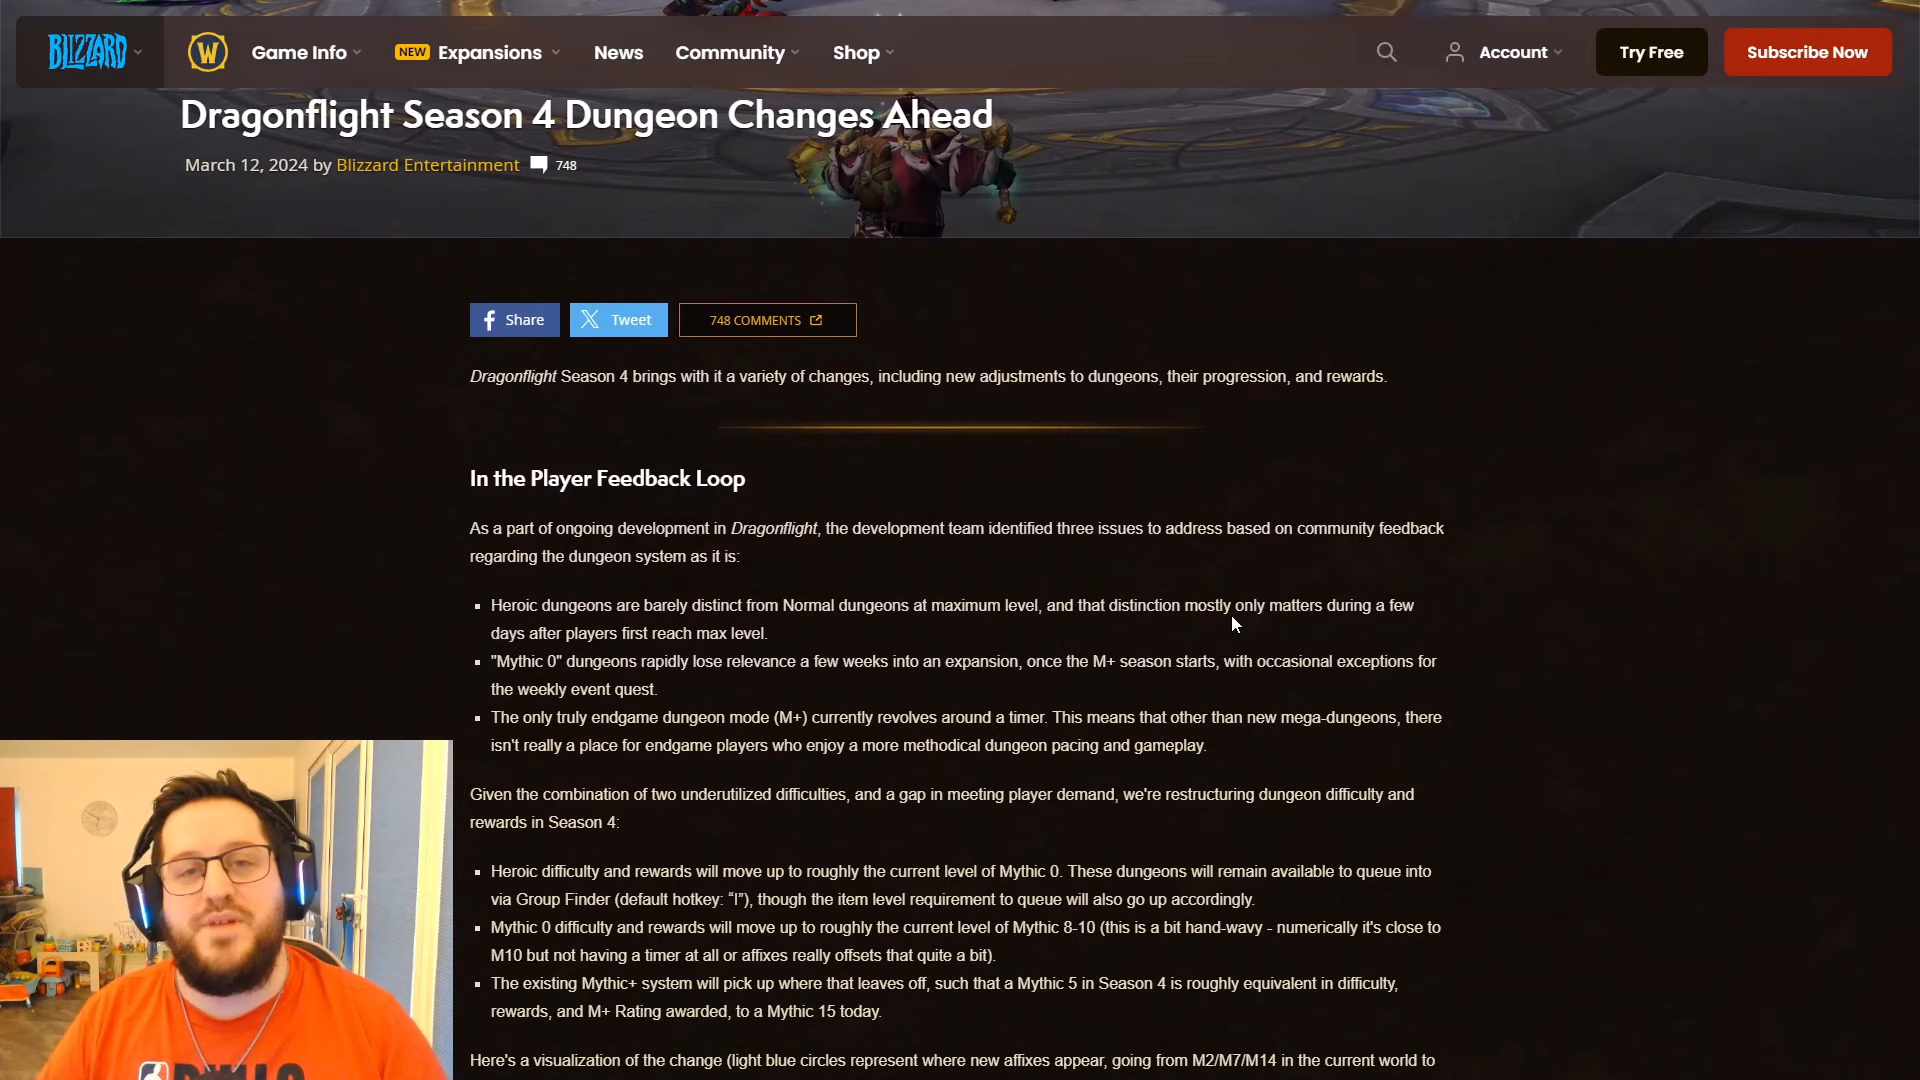 BLIZZARD
W
Game Info
NEW Expansions
News
Community
Shop
Account
Try Free
Subscribe Now
Dragonflight Season 4 Dungeon Changes Ahead
March 12, 2024 by Blizzard Entertainment 748
Share
Tweet
748 COMMENTS
Dragonflight Season 4 brings with it a variety of changes, including new adjustments to dungeons, their progression, and rewards.
In the Player Feedback Loop
As a part of ongoing development in Dragonflight, the development team identified three issues to address based on community feedback
regarding the dungeon system as it is:
Heroic dungeons are barely distinct from Normal dungeons at maximum level, and that distinction mostly only matters during a few
days after players first reach max level.
"Mythic 0" dungeons rapidly lose relevance a few weeks into an expansion, once the M+ season starts, with occasional exceptions for
the weekly event quest.
The only truly endgame dungeon mode (M+) currently revolves around a timer. This means that other than new mega-dungeons, there
isn't really a place for endgame players who enjoy a more methodical dungeon pacing and gameplay.
Given the combination of two underutilized difficulties, and a gap in meeting player demand, we're restructuring dungeon difficulty and
rewards in Season 4:
Heroic difficulty and rewards will move up to roughly the current level of Mythic 0. These dungeons will remain available to queue into
via Group Finder (default hotkey: “I”), though the item level requirement to queue will also go up accordingly.
Mythic 0 difficulty and rewards will move up to roughly the current level of Mythic 8-10 (this is a bit hand-wavy - numerically it's close to
M10 but not having a timer at all or affixes really offsets that quite a bit).
The existing Mythic+ system will pick up where that leaves off, such that a Mythic 5 in Season 4 is roughly equivalent in difficulty,
rewards, and M+ Rating awarded, to a Mythic 15 today.
Here's a visualization of the change (light blue circles represent where new affixes appear, going from M2/M7/M14 in the current world to